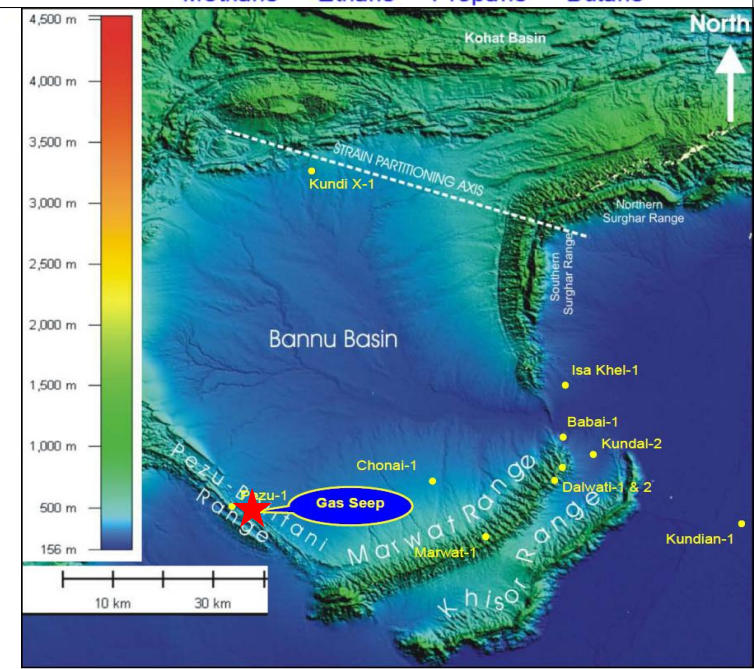 Methane Ethane Propane Butane
4,500 m
4,000 m
3,500 m
3,000 m
2,500 m
2,000 m
1,500 m
1,000 m
500 m
156 m
10 km 30 km
Kohat Basin
North
STRAIN PARTITIONING AXIS
Kundi X-1
Northern
Surghar Range
Southern
Surghar Range
Bannu Basin
Isa Khel-1
Babai-1
Kundal-2
Chonai-1
Dalwati-1 & 2
Pezu-1
Gas Seep
Range
Marwat Range
Marwat-1
Khisor Range
Kundian-1